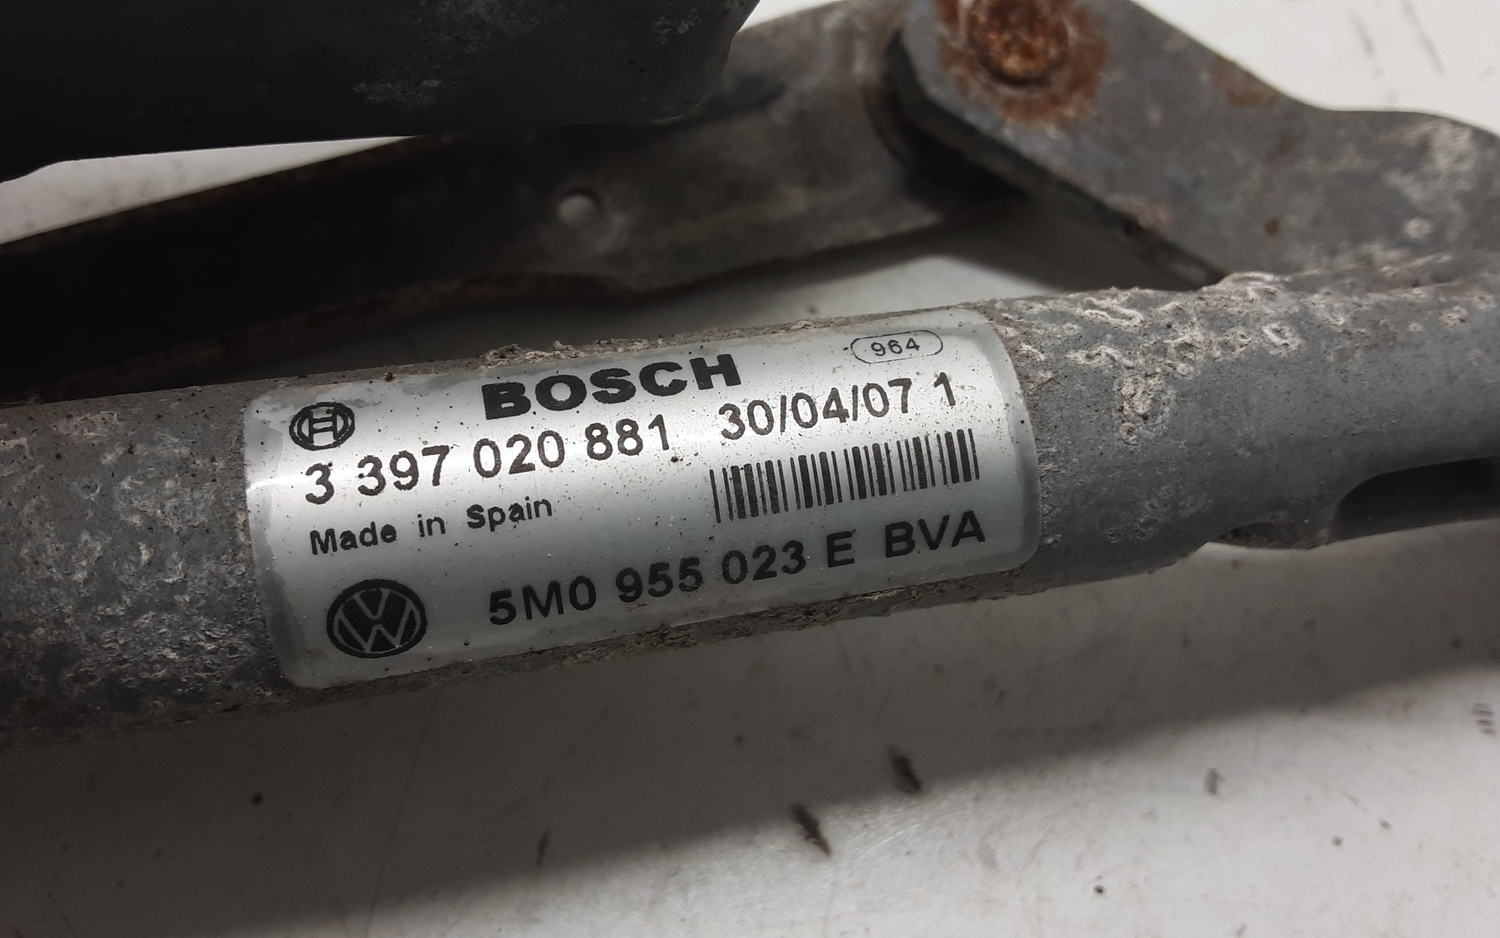 964
BOSCH
3 397 020 881 30/04/07 1
Made in Spain
5M0 955 023 E BVA